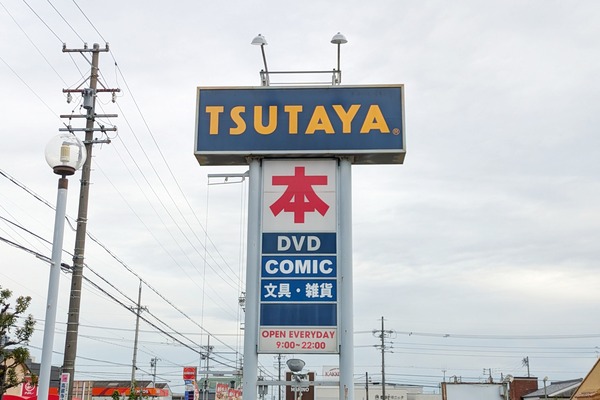 TSUTAYA®
本
DVD
COMIC
文具・雑貨
OPEN EVERYDAY
9:00~22:00